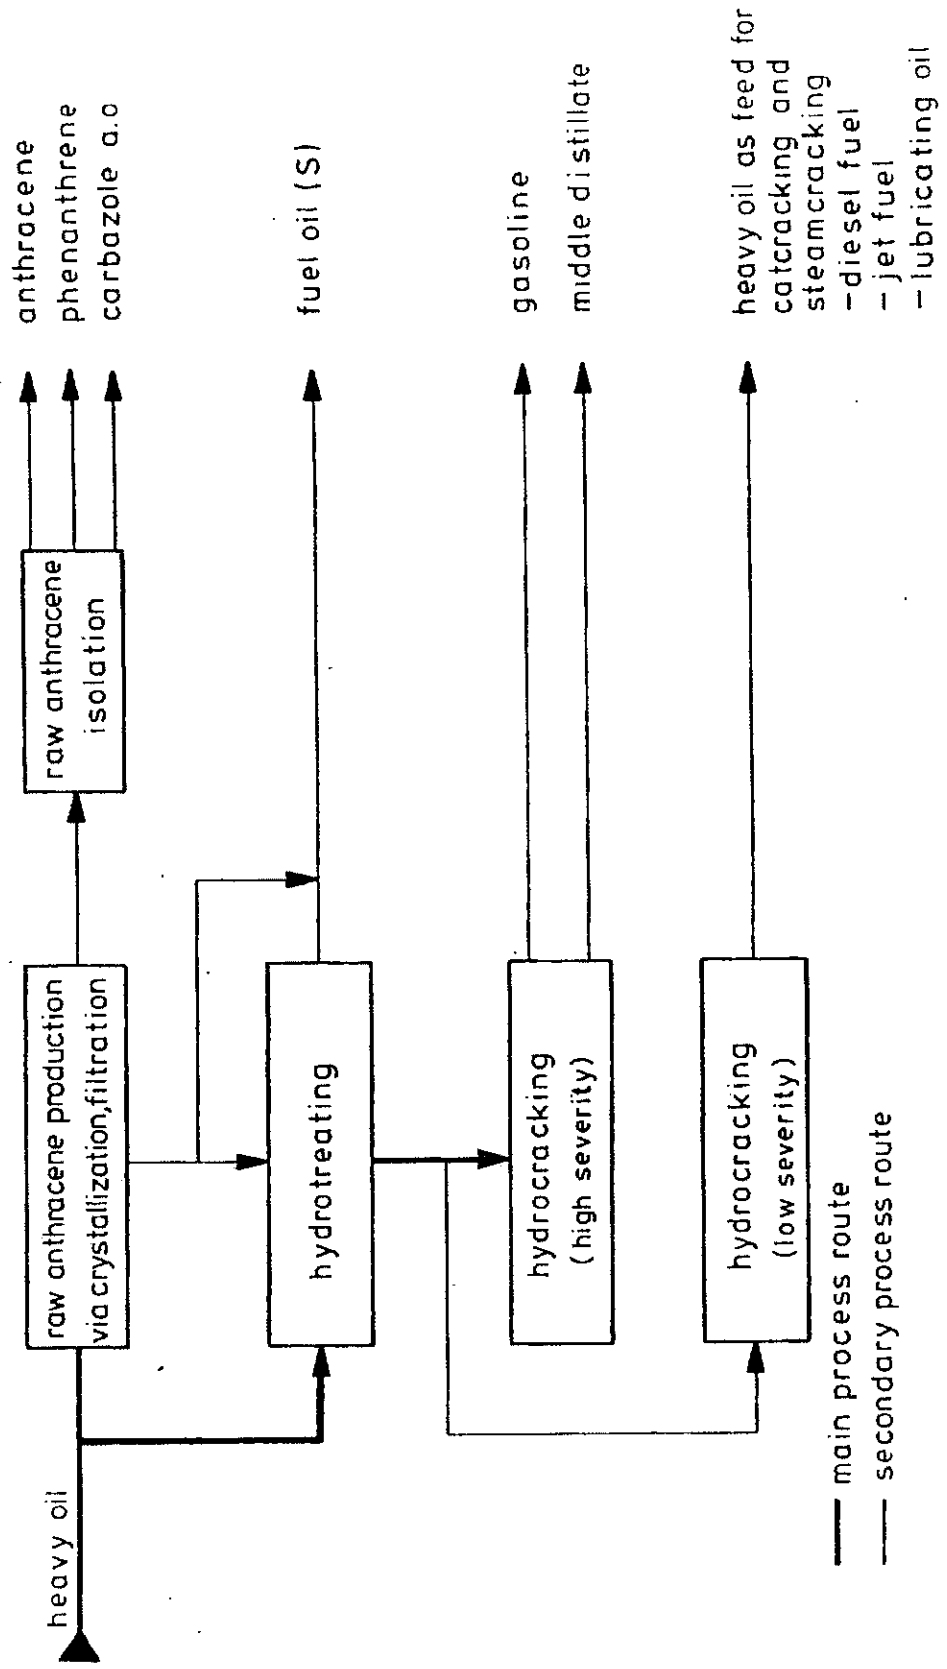 heavy oil
raw anthracene production
via crystallization,filtration
raw anthracene
isolation
anthracene
phenanthrene
carbazole a.o
hydrotreating
fuel oil (S)
hydrocracking
(high severity)
gasoline
middle distillate
hydrocracking
(low severity)
heavy oil as feed for
catcracking and
steamcracking
-diesel fuel
- jet fuel
- lubricating oil
main process route
secondary process route